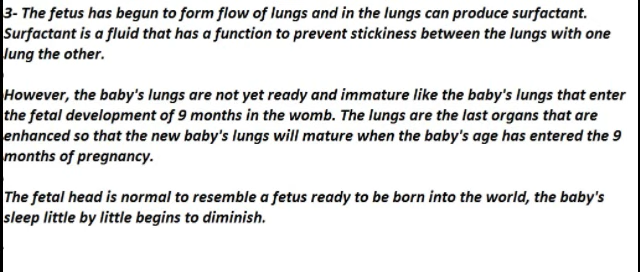 3- The fetus has begun to form flow of lungs and in the lungs can produce surfactant.
Surfactant is a fluid that has a function to prevent stickiness between the lungs with one
lung the other.
However, the baby's lungs are not yet ready and immature like the baby's lungs that enter
the fetal development of 9 months in the womb. The lungs are the last organs that are
enhanced so that the new baby's lungs will mature when the baby's age has entered the 9
months of pregnancy.
The fetal head is normal to resemble a fetus ready to be born into the world, the baby's
sleep little by little begins to diminish.